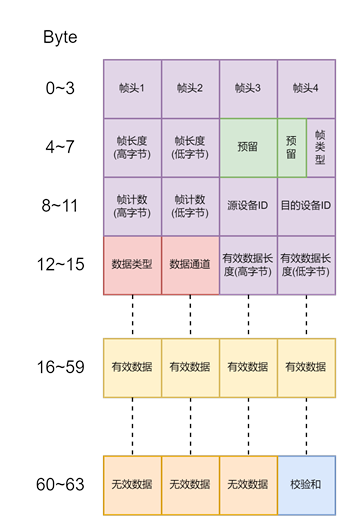 Byte
0~3
帧头1
帧头2
帧头3
帧头4
4~7
帧长度
(高字节)
帧长度
(低字节)
预留
预
留
帧
类
型
8~11
帧计数
(高字节)
帧计数
(低字节)
源设备ID
目的设备ID
12~15
数据类型
数据通道
有效数据长
度(高字节)
有效数据长
度(低字节)
16~59
有效数据
有效数据
有效数据
有效数据
60~63
无效数据
无效数据
无效数据
校验和